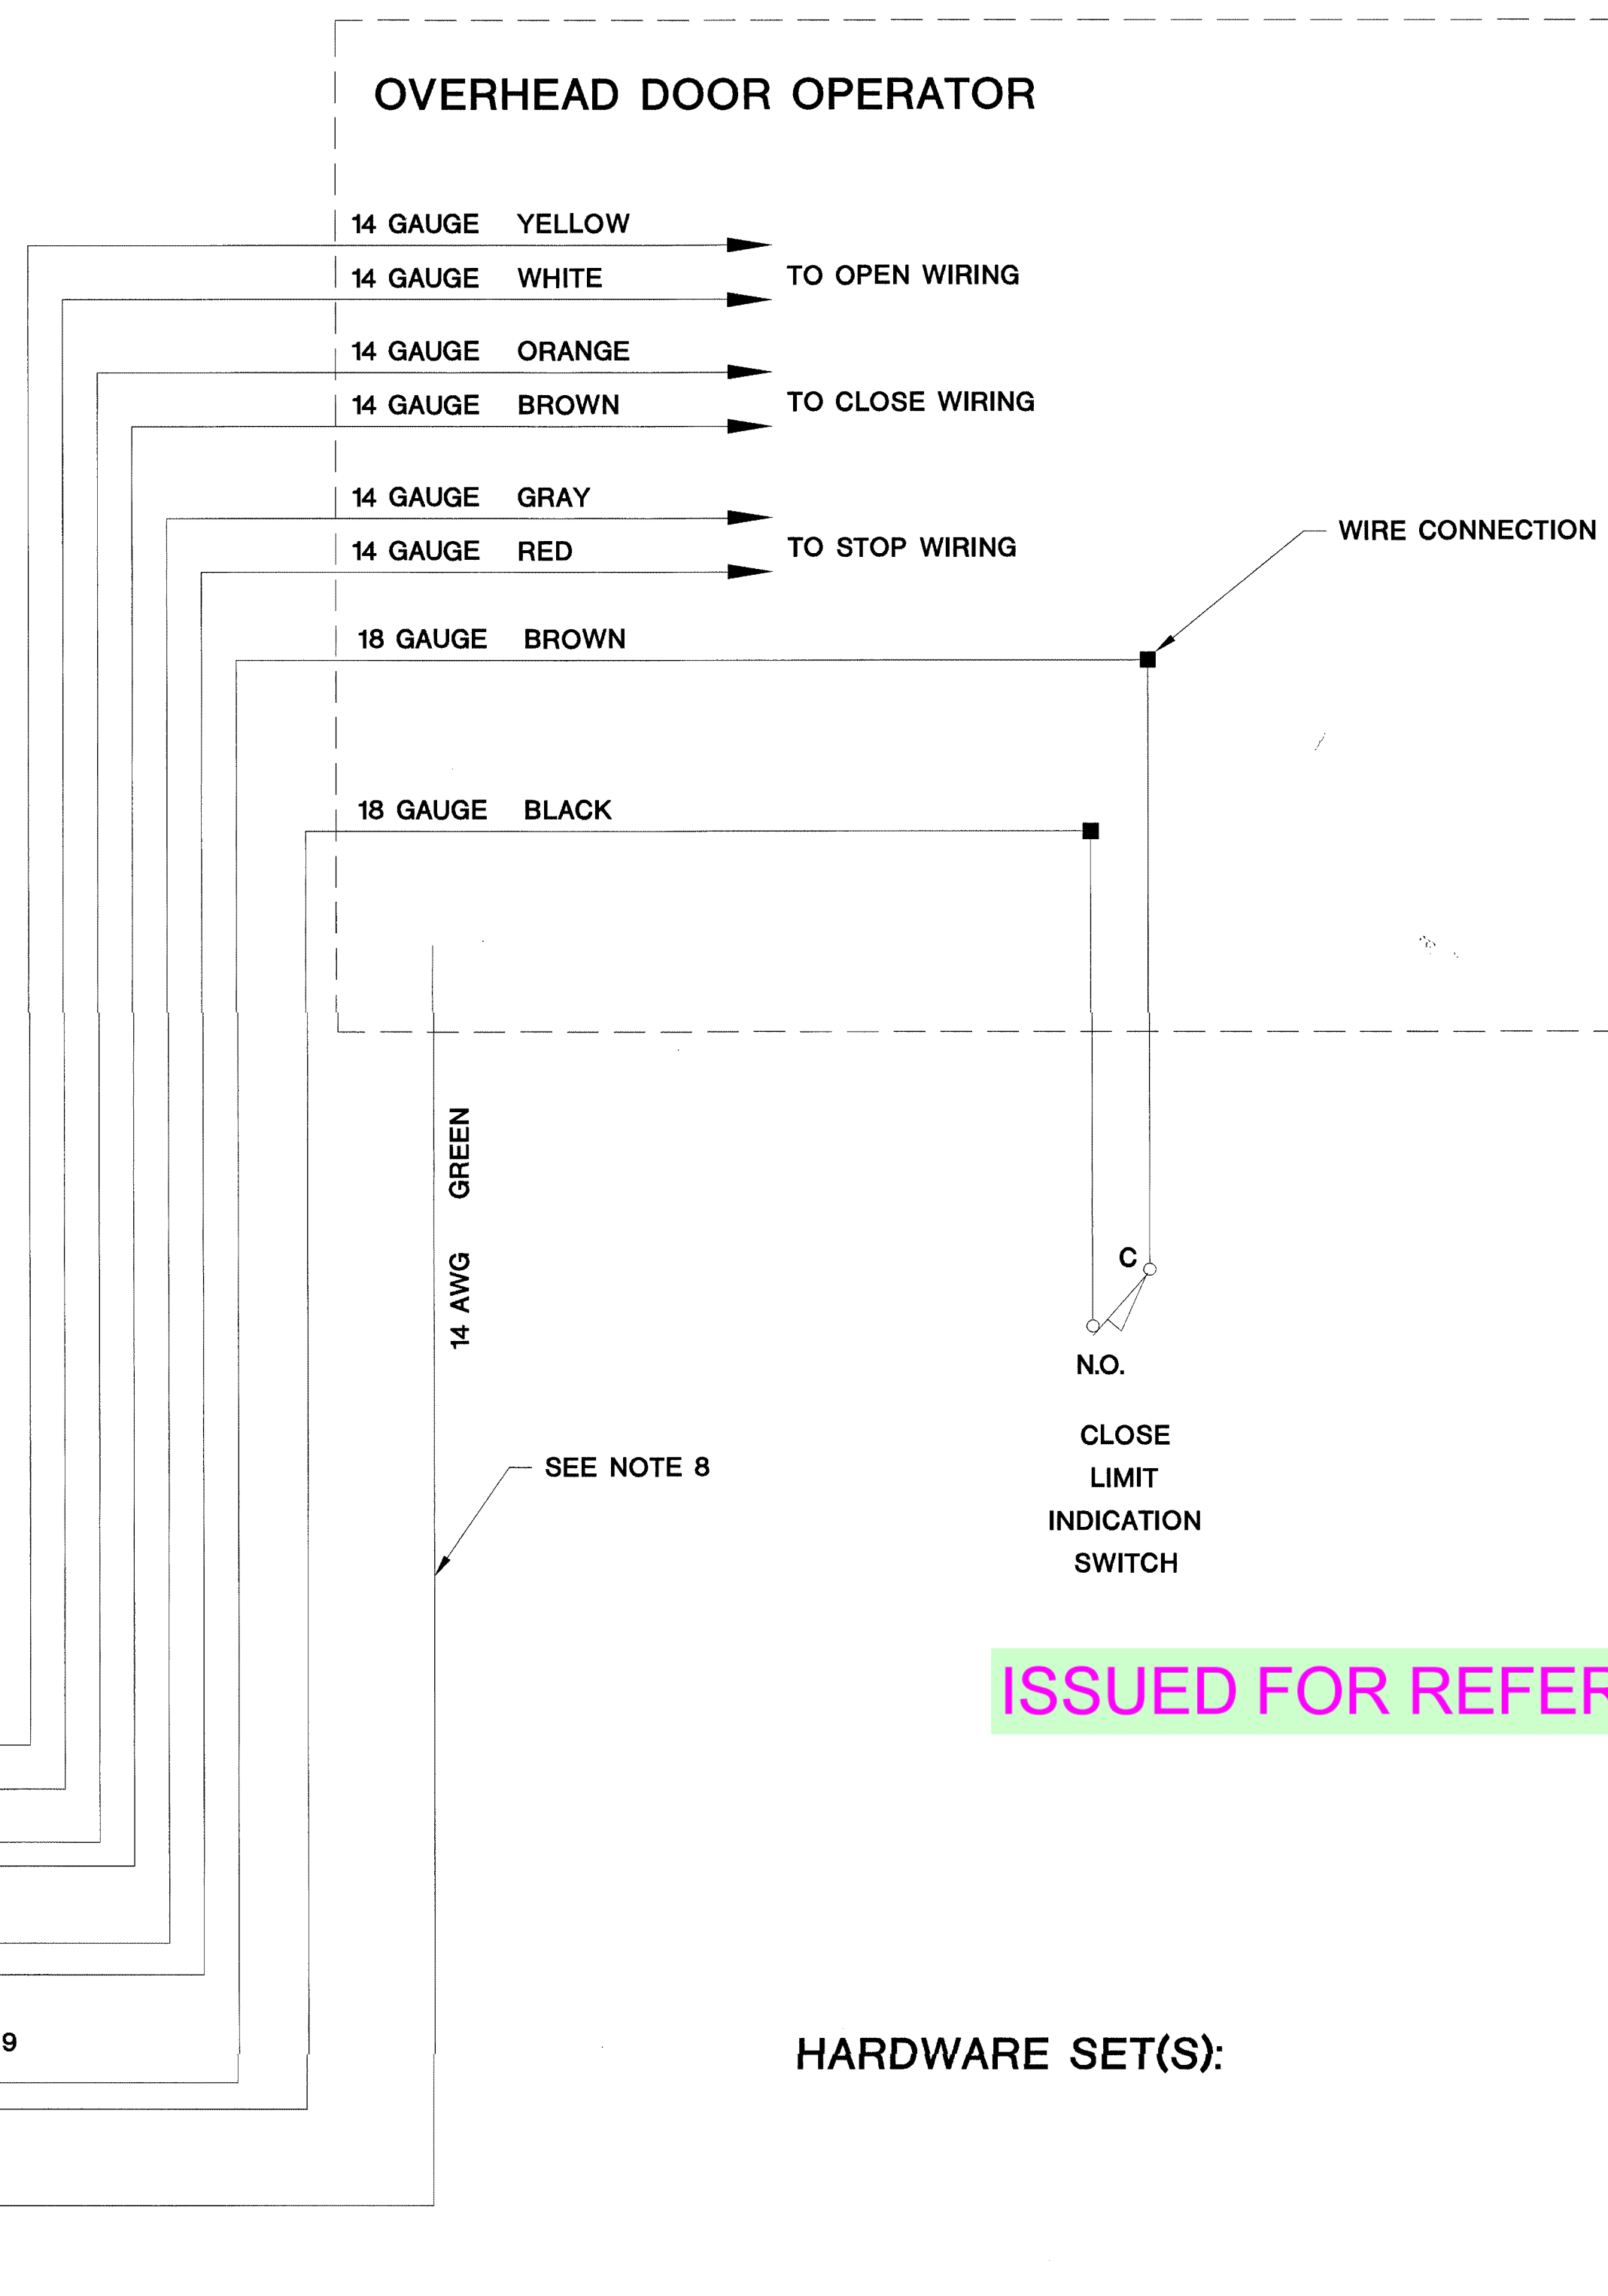 OVERHEAD DOOR OPERATOR
14 GAUGE YELLOW
14 GAUGE WHITE
TO OPEN WIRING
14 GAUGE ORANGE
14 GAUGE BROWN
TO CLOSE WIRING
14 GAUGE GRAY
14 GAUGE RED
TO STOP WIRING
WIRE CONNECTION
18 GAUGE BROWN
18 GAUGE BLACK
14 AWG GREEN
C
N.O.
CLOSE
LIMIT
INDICATION
SWITCH
SEE NOTE 8
ISSUED FOR REFER
9
HARDWARE SET(S):